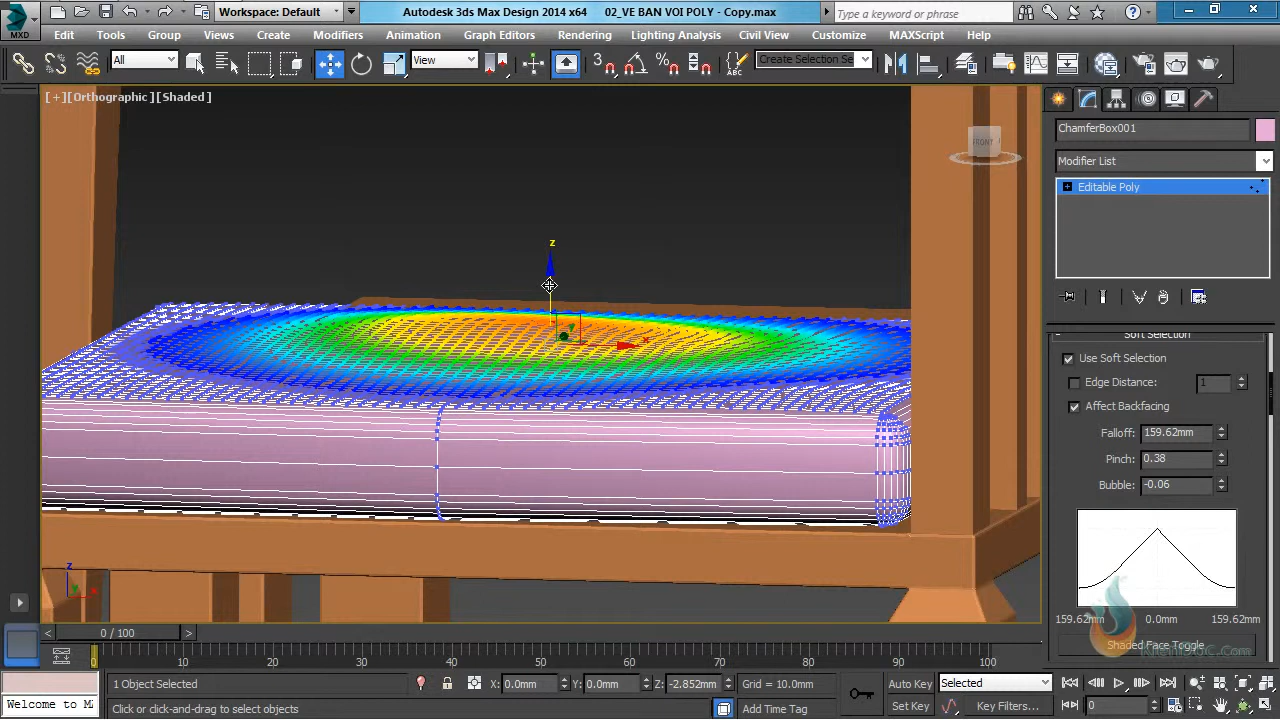 MXD
Workspace: Default
Autodesk 3ds Max Design 2014 x64 02_VE BAN VOI POLY - Copy.max
Type a keyword or phrase
Edit Tools Group Views Create Modifiers Animation Graph Editors Rendering Lighting Analysis Civil View Customize MAXScript Help
All View 3 Create Selection Se
[+][Orthographic][Shaded]
FRONT
ChamferBox001
Modifier List
Editable Poly
z
x
Soft Selection
Use Soft Selection
Edge Distance: 1
Affect Backfacing
Falloff: 159.62mm
Pinch: 0.38
Bubble: -0.06
159.62mm 0.0mm 159.62mm
Shaded Face Toggle
KienDoc.Com
z
x
< 0 / 100 >
0 10 20 30 40 50 60 70 80 90 100
1 Object Selected X: 0.0mm Y: 0.0mm Z: -2.852mm Grid = 10.0mm Auto Key Selected
Welcome to M Click or click-and-drag to select objects Add Time Tag Set Key Key Filters... 0